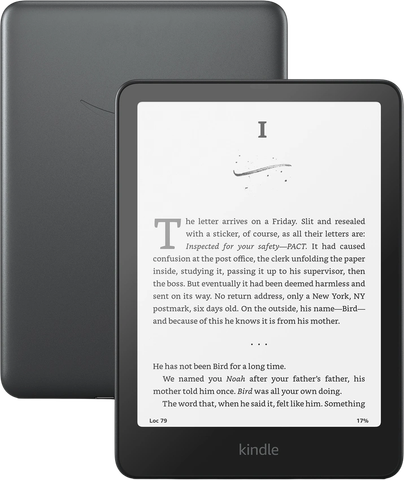 I
The letter arrives on a Friday. Slit and resealed
with a sticker, of course, as all their letters are:
Inspected for your safety—PACT. It had caused
confusion at the post office, the clerk unfolding the paper
inside, studying it, passing it up to his supervisor, then
the boss. But eventually it had been deemed harmless and
sent on its way. No return address, only a New York, NY
postmark, six days old. On the outside, his name—Bird—
and because of this he knows it is from his mother.
. . .
He has not been Bird for a long time.
We named you Noah after your father’s father, his
mother told him once. Bird was all your own doing.
The word that, when he said it, felt like him. Something
Loc 79 17%
kindle